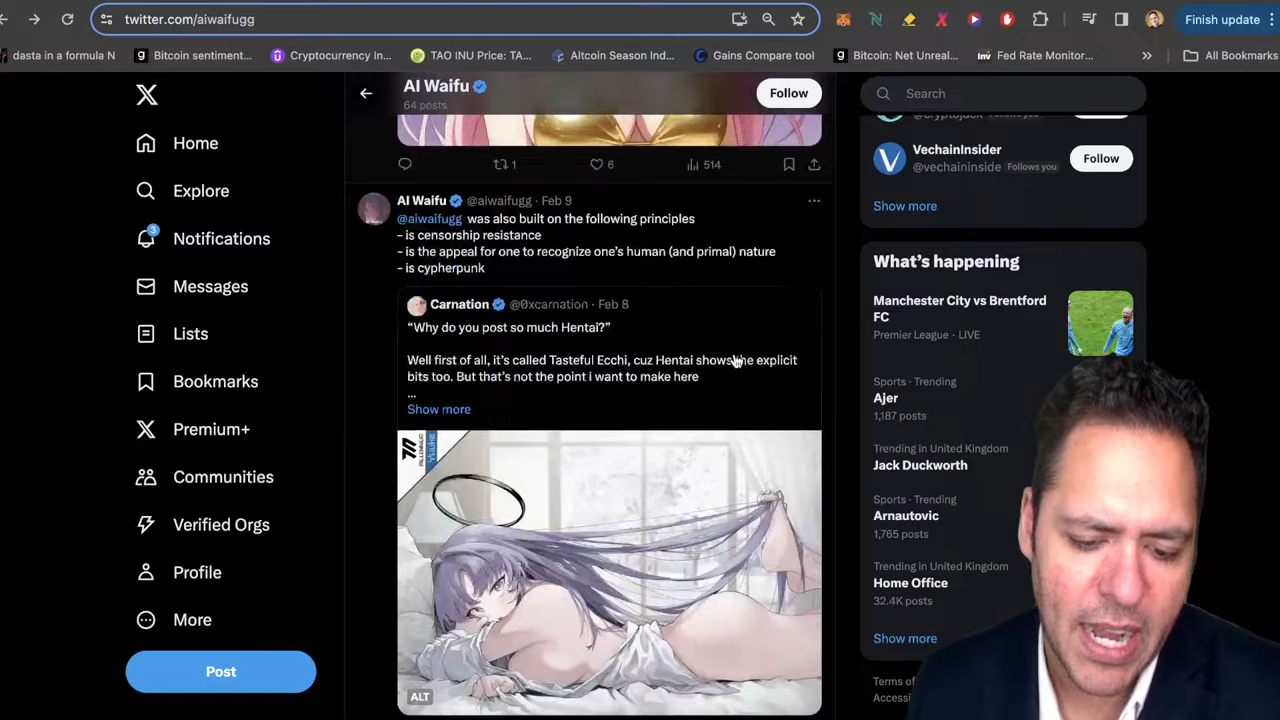 twitter.com/aiwaifugg
Finish update
dasta in a formula N
Bitcoin sentiment...
Cryptocurrency In...
TAO INU Price: TA...
Altcoin Season Ind...
Gains Compare tool
Bitcoin: Net Unreal...
Inv
Fed Rate Monitor...
All Bookmarks
Home
Explore
3
Notifications
Messages
Lists
Bookmarks
Premium+
Communities
Verified Orgs
Profile
More
Post
AI Waifu
64 posts
Follow
1
6
514
AI Waifu @aiwaifugg · Feb 9
@aiwaifugg was also built on the following principles
- is censorship resistance
- is the appeal for one to recognize one's human (and primal) nature
- is cypherpunk
Carnation @0xcarnation · Feb 8
“Why do you post so much Hentai?”
Well first of all, it's called Tasteful Ecchi, cuz Hentai shows the explicit
bits too. But that's not the point i want to make here
...
Show more
ALT
Search
@cryptojack Follows you
VechainInsider
@vechaininside Follows you
Follow
Show more
What's happening
Manchester City vs Brentford
FC
Premier League · LIVE
Sports · Trending
Ajer
1,187 posts
Trending in United Kingdom
Jack Duckworth
Sports · Trending
Arnautovic
1,765 posts
Trending in United Kingdom
Home Office
32.4K posts
Show more
Terms of
Accessi